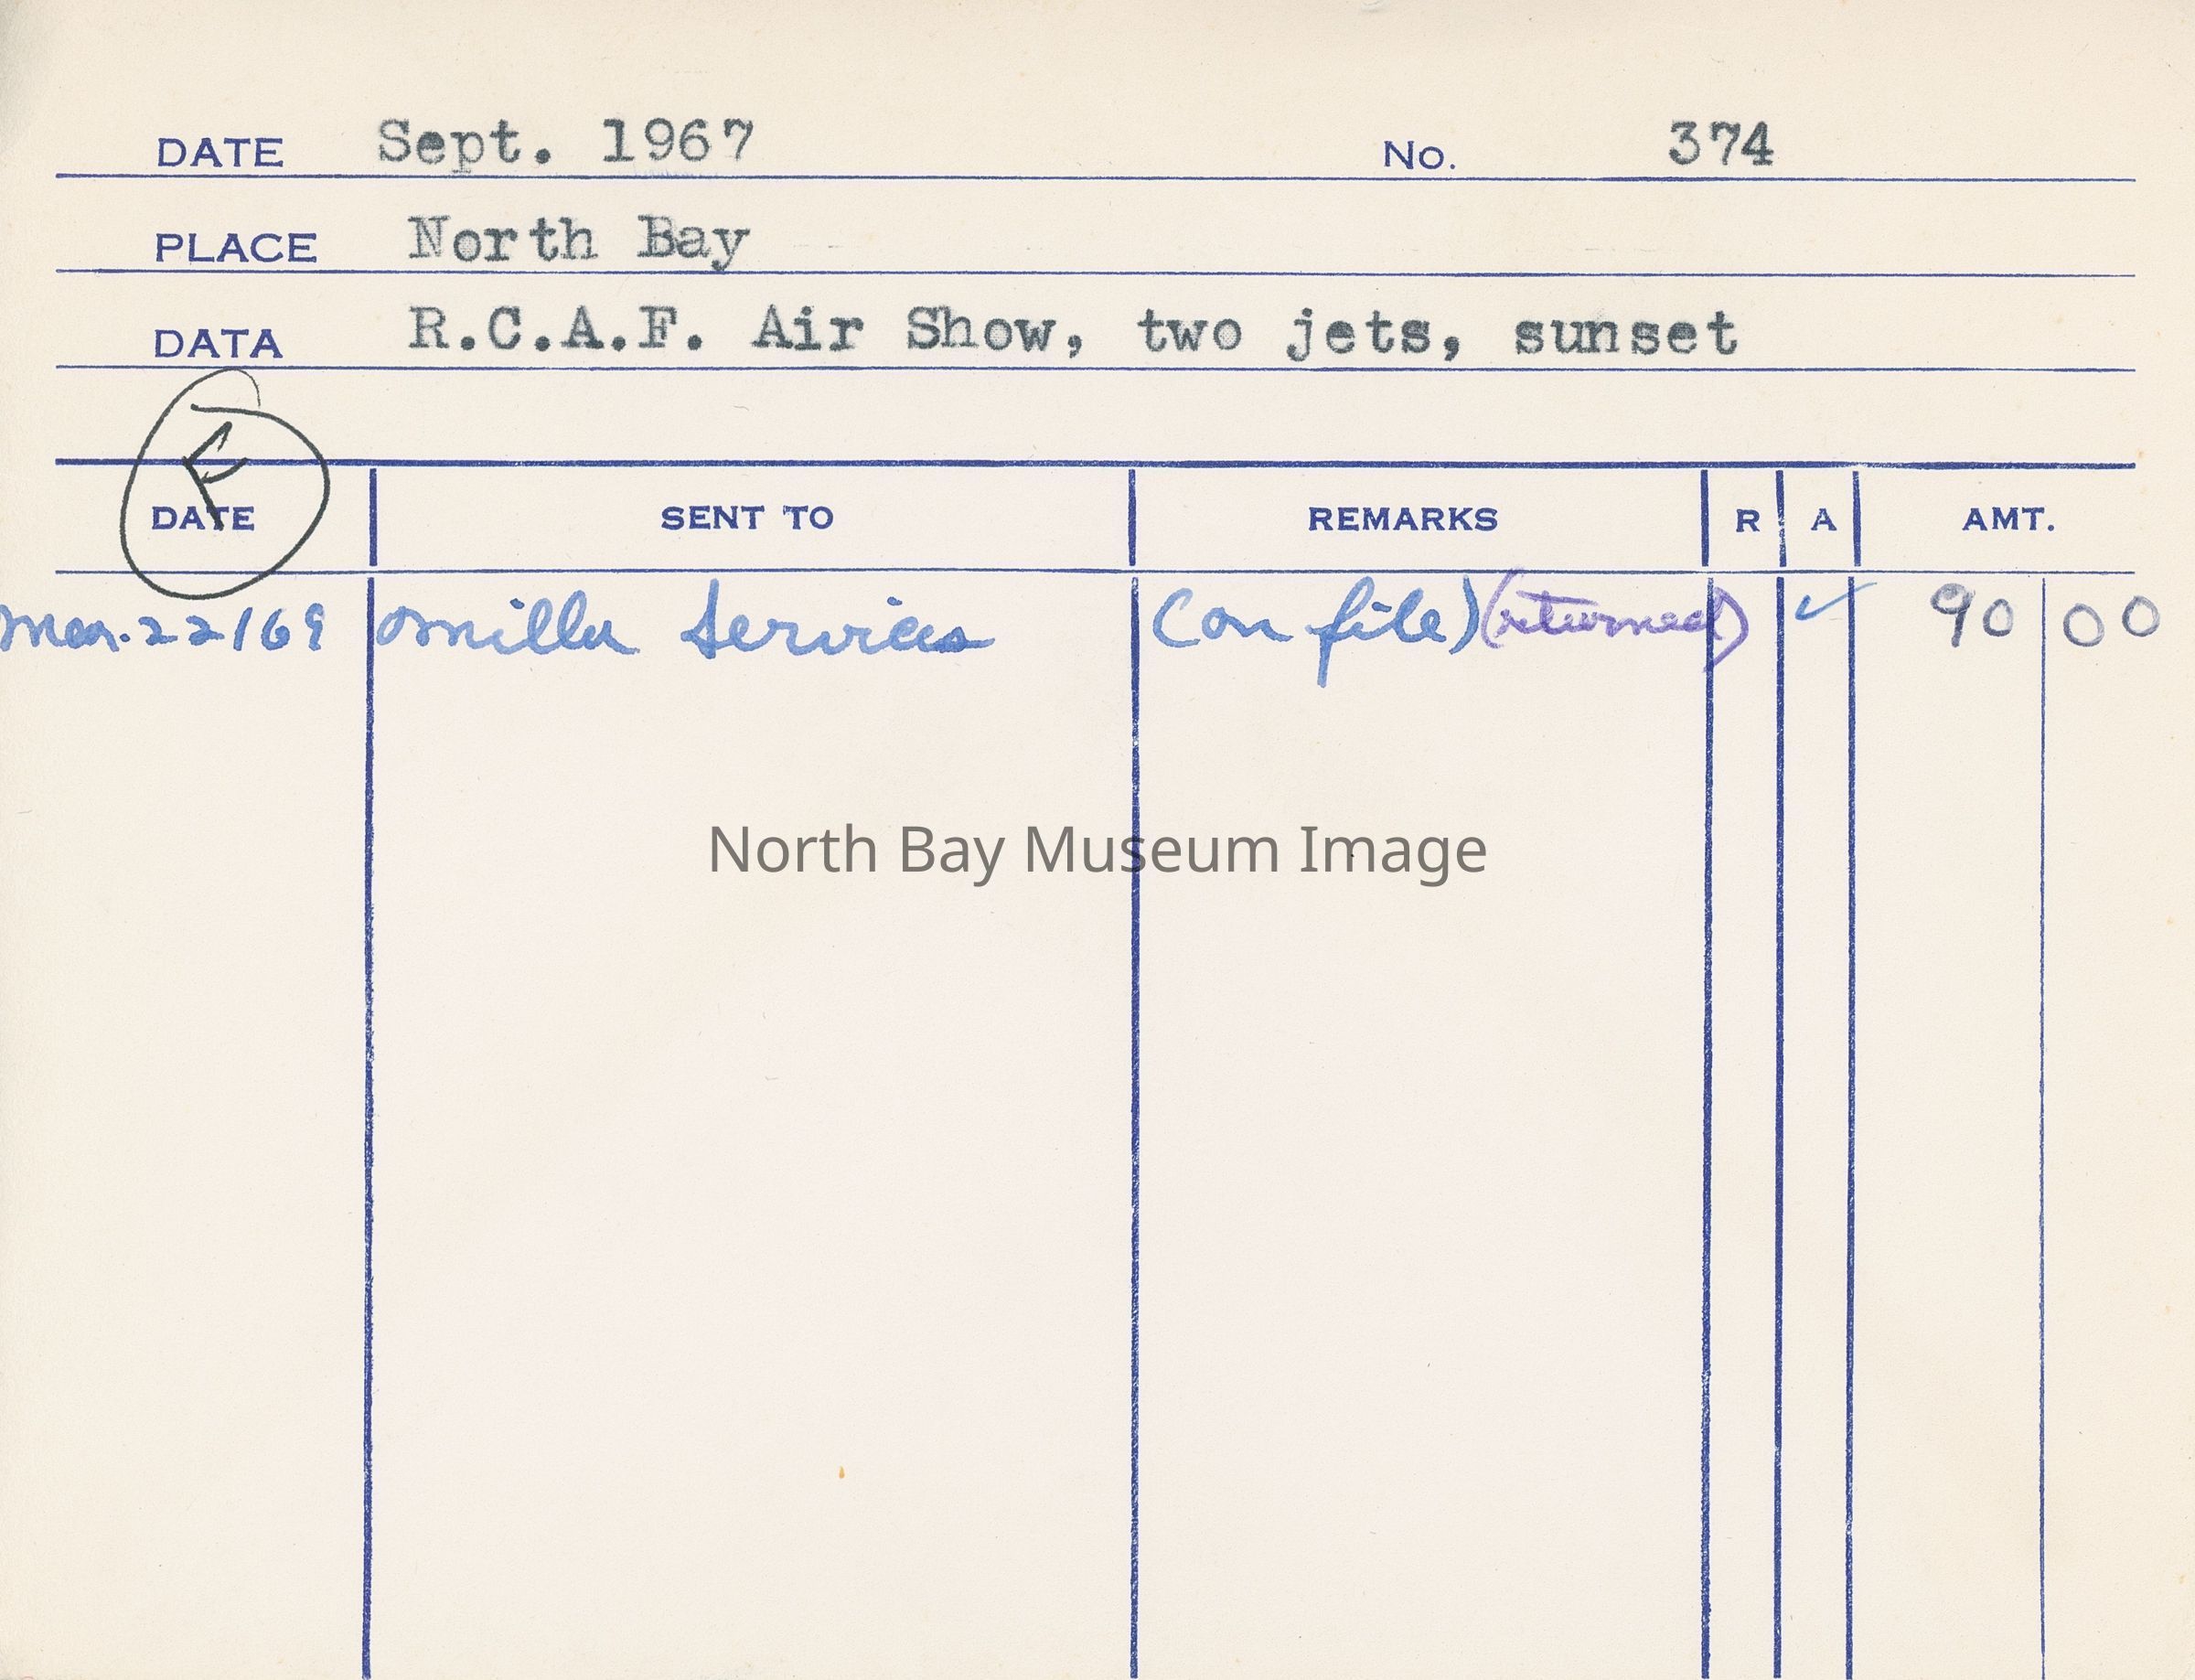 DATE Sept. 1967 No. 374
PLACE North Bay
DATA R.C.A.F. Air Show, two jets, sunset
F
DATE SENT TO REMARKS R A AMT.
Mar. 22/69 Miller Services (on file) (returned) ✓ 90 00
North Bay Museum Image